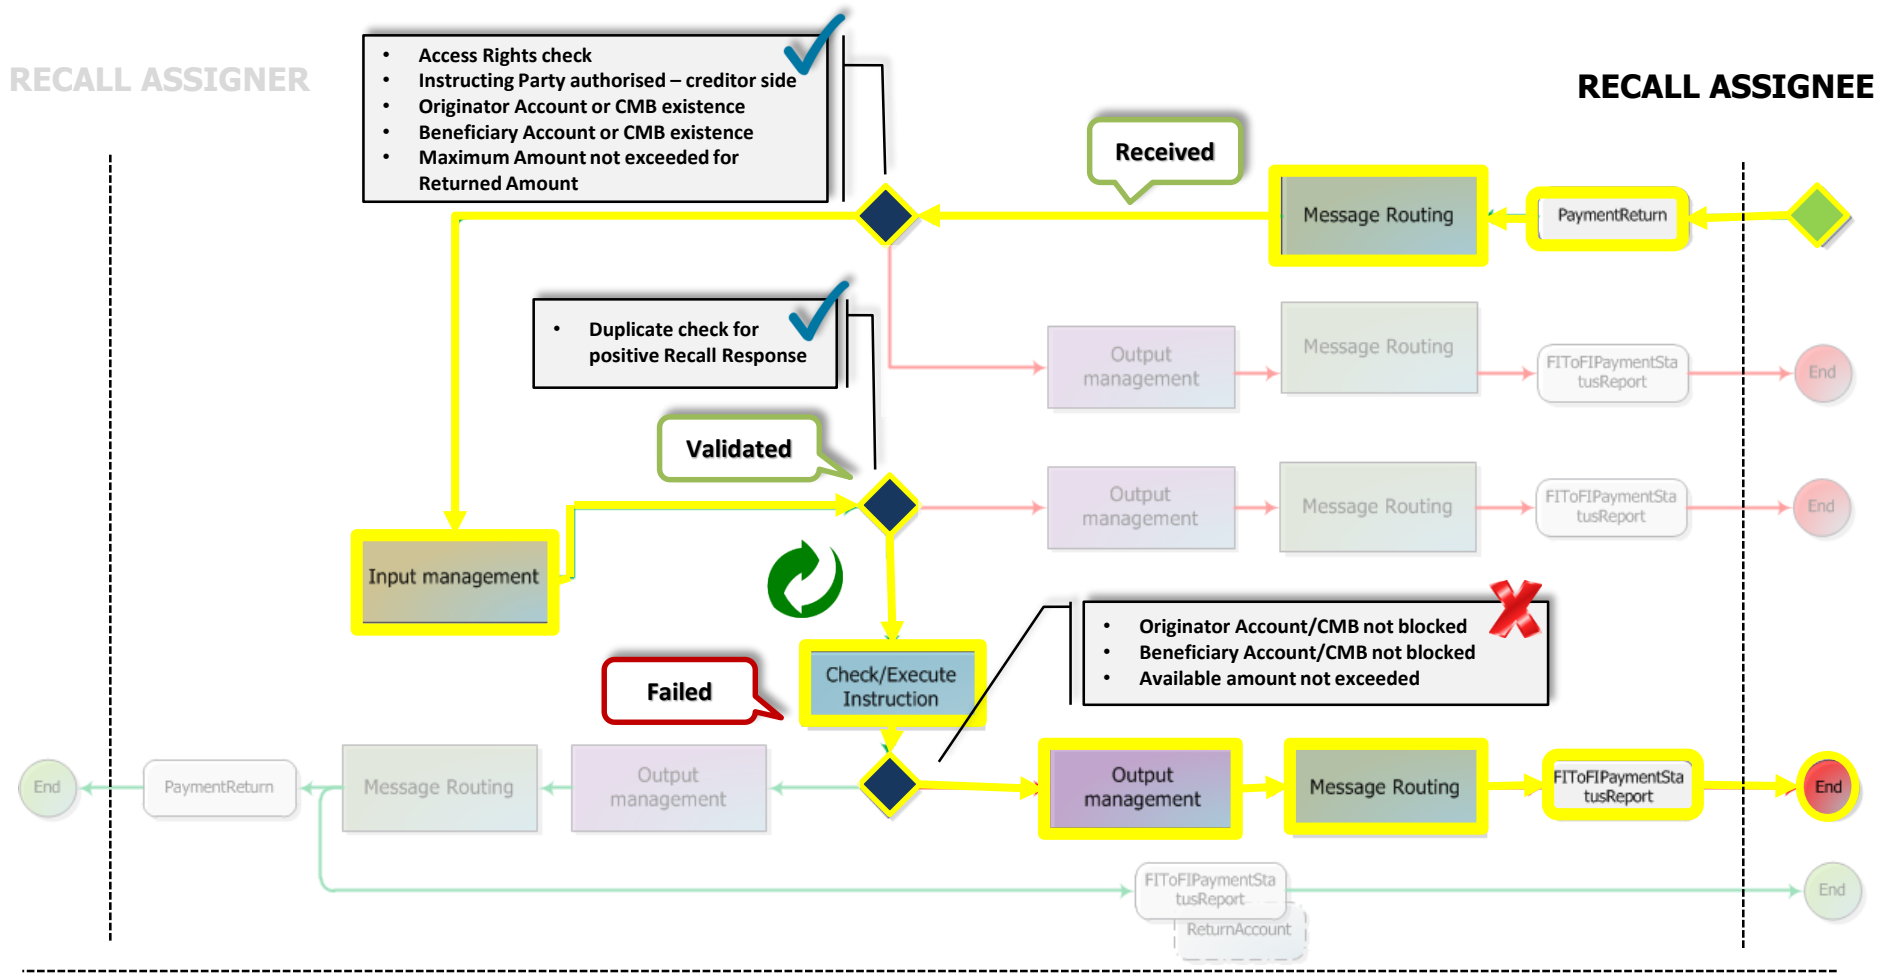 RECALL ASSIGNER
RECALL ASSIGNEE
• Access Rights check
• Instructing Party authorised – creditor side
• Originator Account or CMB existence
• Beneficiary Account or CMB existence
• Maximum Amount not exceeded for
Returned Amount
Received
Message Routing
PaymentReturn
• Duplicate check for
positive Recall Response
Output
management
Message Routing
FIToFIPaymentSta
tusReport
End
Validated
Output
management
Message Routing
FIToFIPaymentSta
tusReport
End
Input management
• Originator Account/CMB not blocked
• Beneficiary Account/CMB not blocked
• Available amount not exceeded
Failed
Check/Execute
Instruction
End
PaymentReturn
Message Routing
Output
management
Output
management
Message Routing
FIToFIPaymentSta
tusReport
End
FIToFIPaymentSta
tusReport
ReturnAccount
End